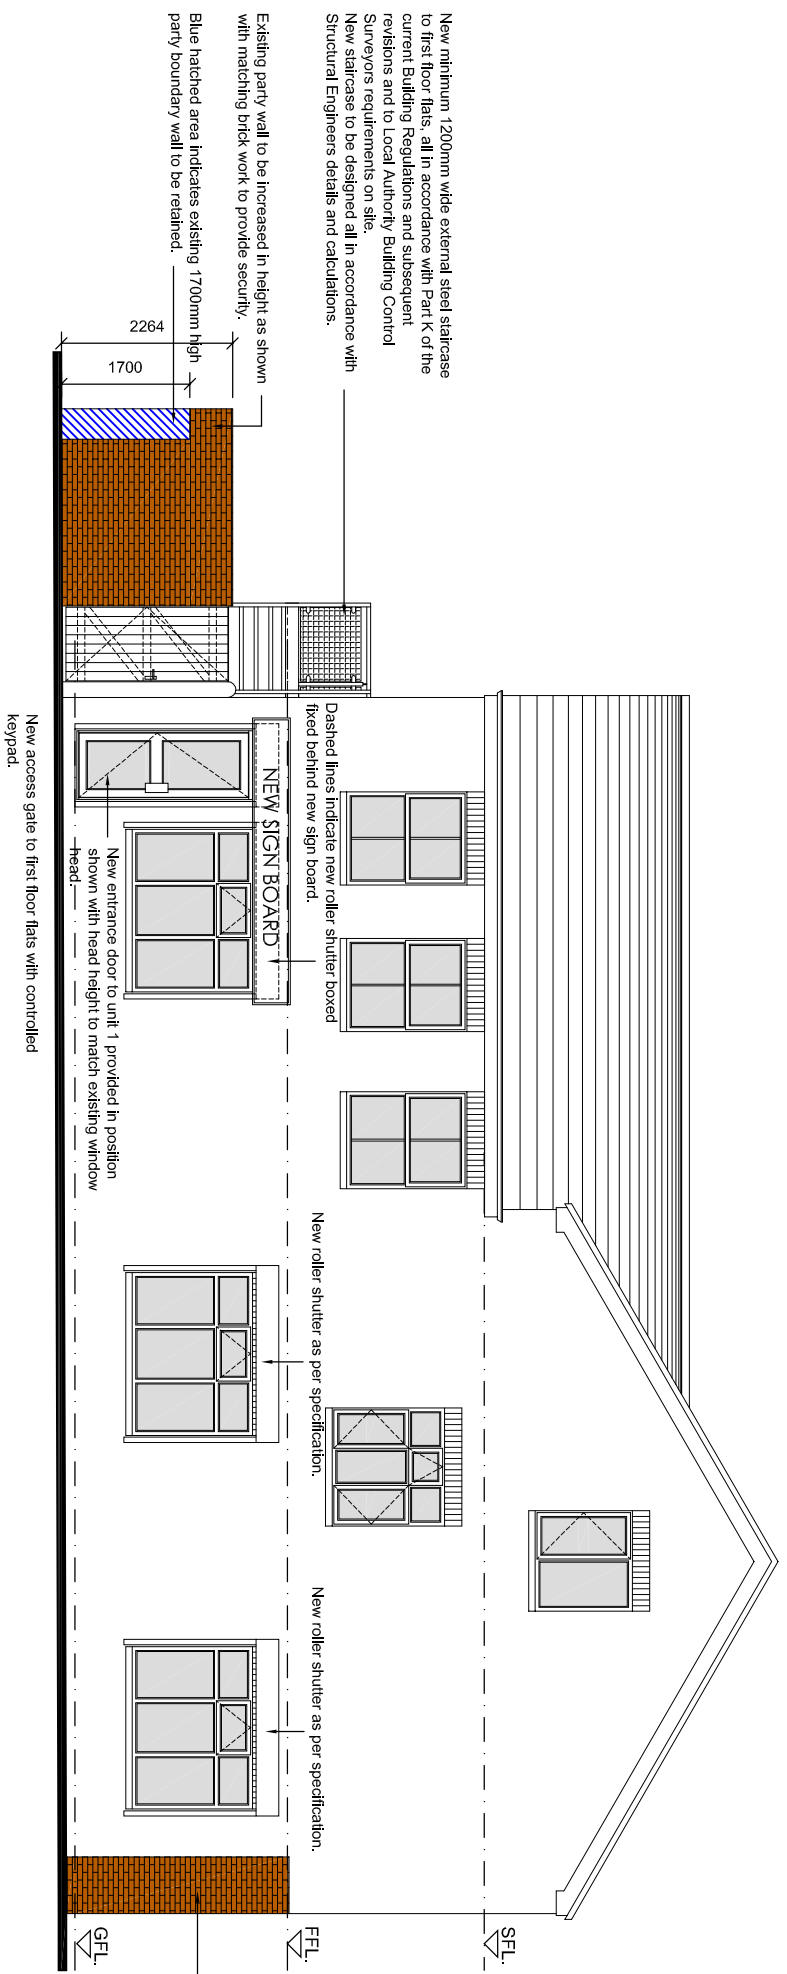 New minimum 1200mm wide external steel staircase
to first floor flats, all in accordance with Part K of the
current Building Regulations and subsequent
revisions and to Local Authority Building Control
Surveyors requirements on site.
New staircase to be designed all in accordance with
Structural Engineers details and calculations.
Existing party wall to be increased in height as shown
with matching brick work to provide security.
Blue hatched area indicates existing 1700mm high
party boundary wall to be retained.
2264
1700
Dashed lines indicate new roller shutter boxed
fixed behind new sign board.
NEW SIGN BOARD
New entrance door to unit 1 provided in position
shown with head height to match existing window
head.
New access gate to first floor flats with controlled
keypad.
New roller shutter as per specification.
New roller shutter as per specification.
SFL.
FFL.
GFL.